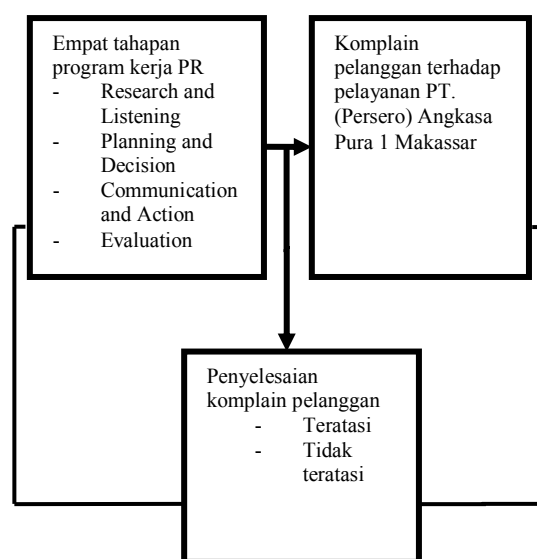 Empat tahapan
program kerja PR
- Research and
Listening
- Planning and
Decision
- Communication
and Action
- Evaluation
Komplain
pelanggan terhadap
pelayanan PT.
(Persero) Angkasa
Pura 1 Makassar
Penyelesaian
komplain pelanggan
- Teratasi
- Tidak
teratasi